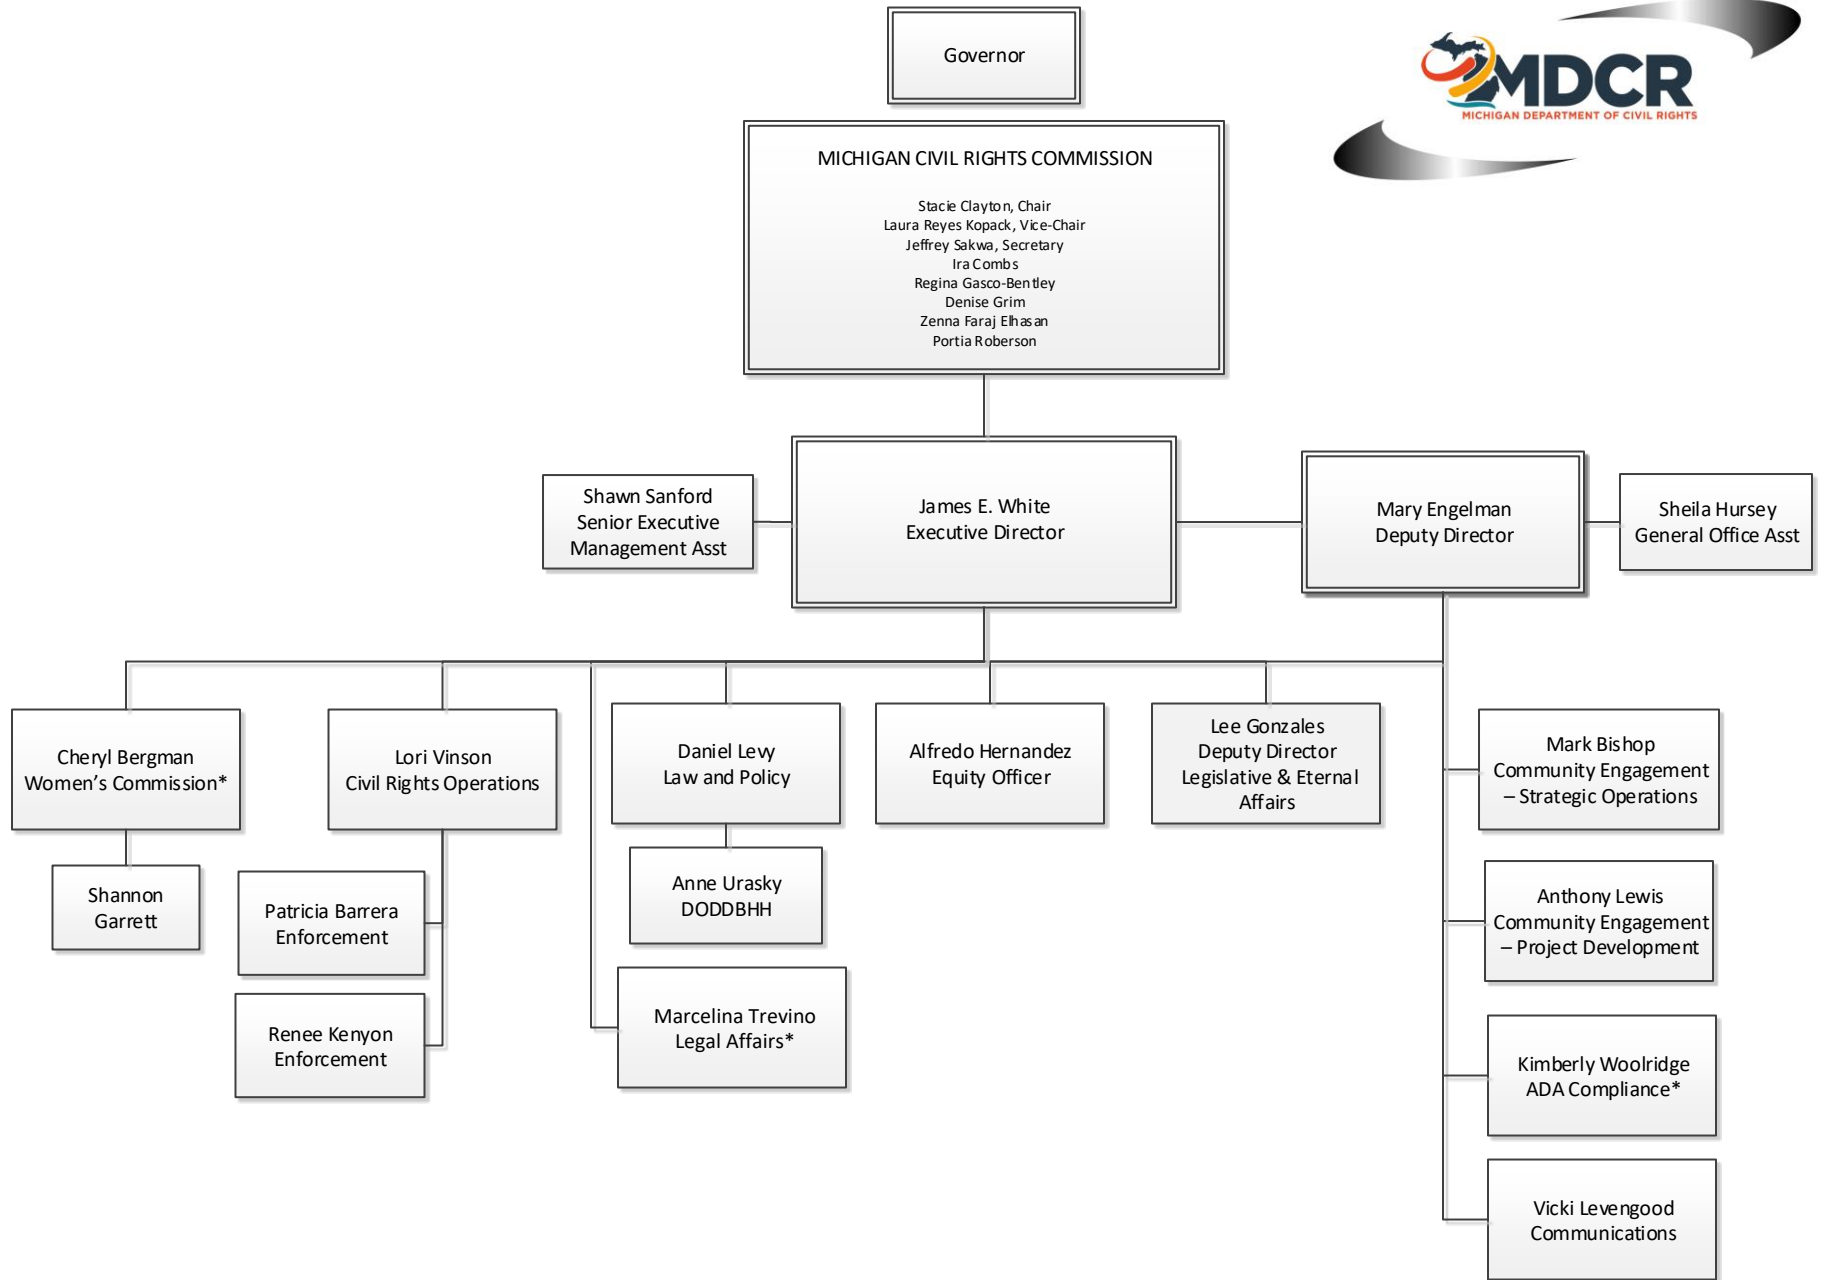 Governor
MDCR
MICHIGAN DEPARTMENT OF CIVIL RIGHTS
MICHIGAN CIVIL RIGHTS COMMISSION
Stacie Clayton, Chair
Laura Reyes Kopack, Vice-Chair
Jeffrey Sakwa, Secretary
Ira Combs
Regina Gasco-Bentley
Denise Grim
Zenna Faraj Elhasan
Portia Roberson
Shawn Sanford
Senior Executive
Management Asst
James E. White
Executive Director
Mary Engelman
Deputy Director
Sheila Hursey
General Office Asst
Cheryl Bergman
Women's Commission*
Shannon
Garrett
Lori Vinson
Civil Rights Operations
Patricia Barrera
Enforcement
Renee Kenyon
Enforcement
Daniel Levy
Law and Policy
Anne Urasky
DODDBHH
Marcelina Trevino
Legal Affairs*
Alfredo Hernandez
Equity Officer
Lee Gonzales
Deputy Director
Legislative & Eternal
Affairs
Mark Bishop
Community Engagement
– Strategic Operations
Anthony Lewis
Community Engagement
– Project Development
Kimberly Woolridge
ADA Compliance*
Vicki Levengood
Communications